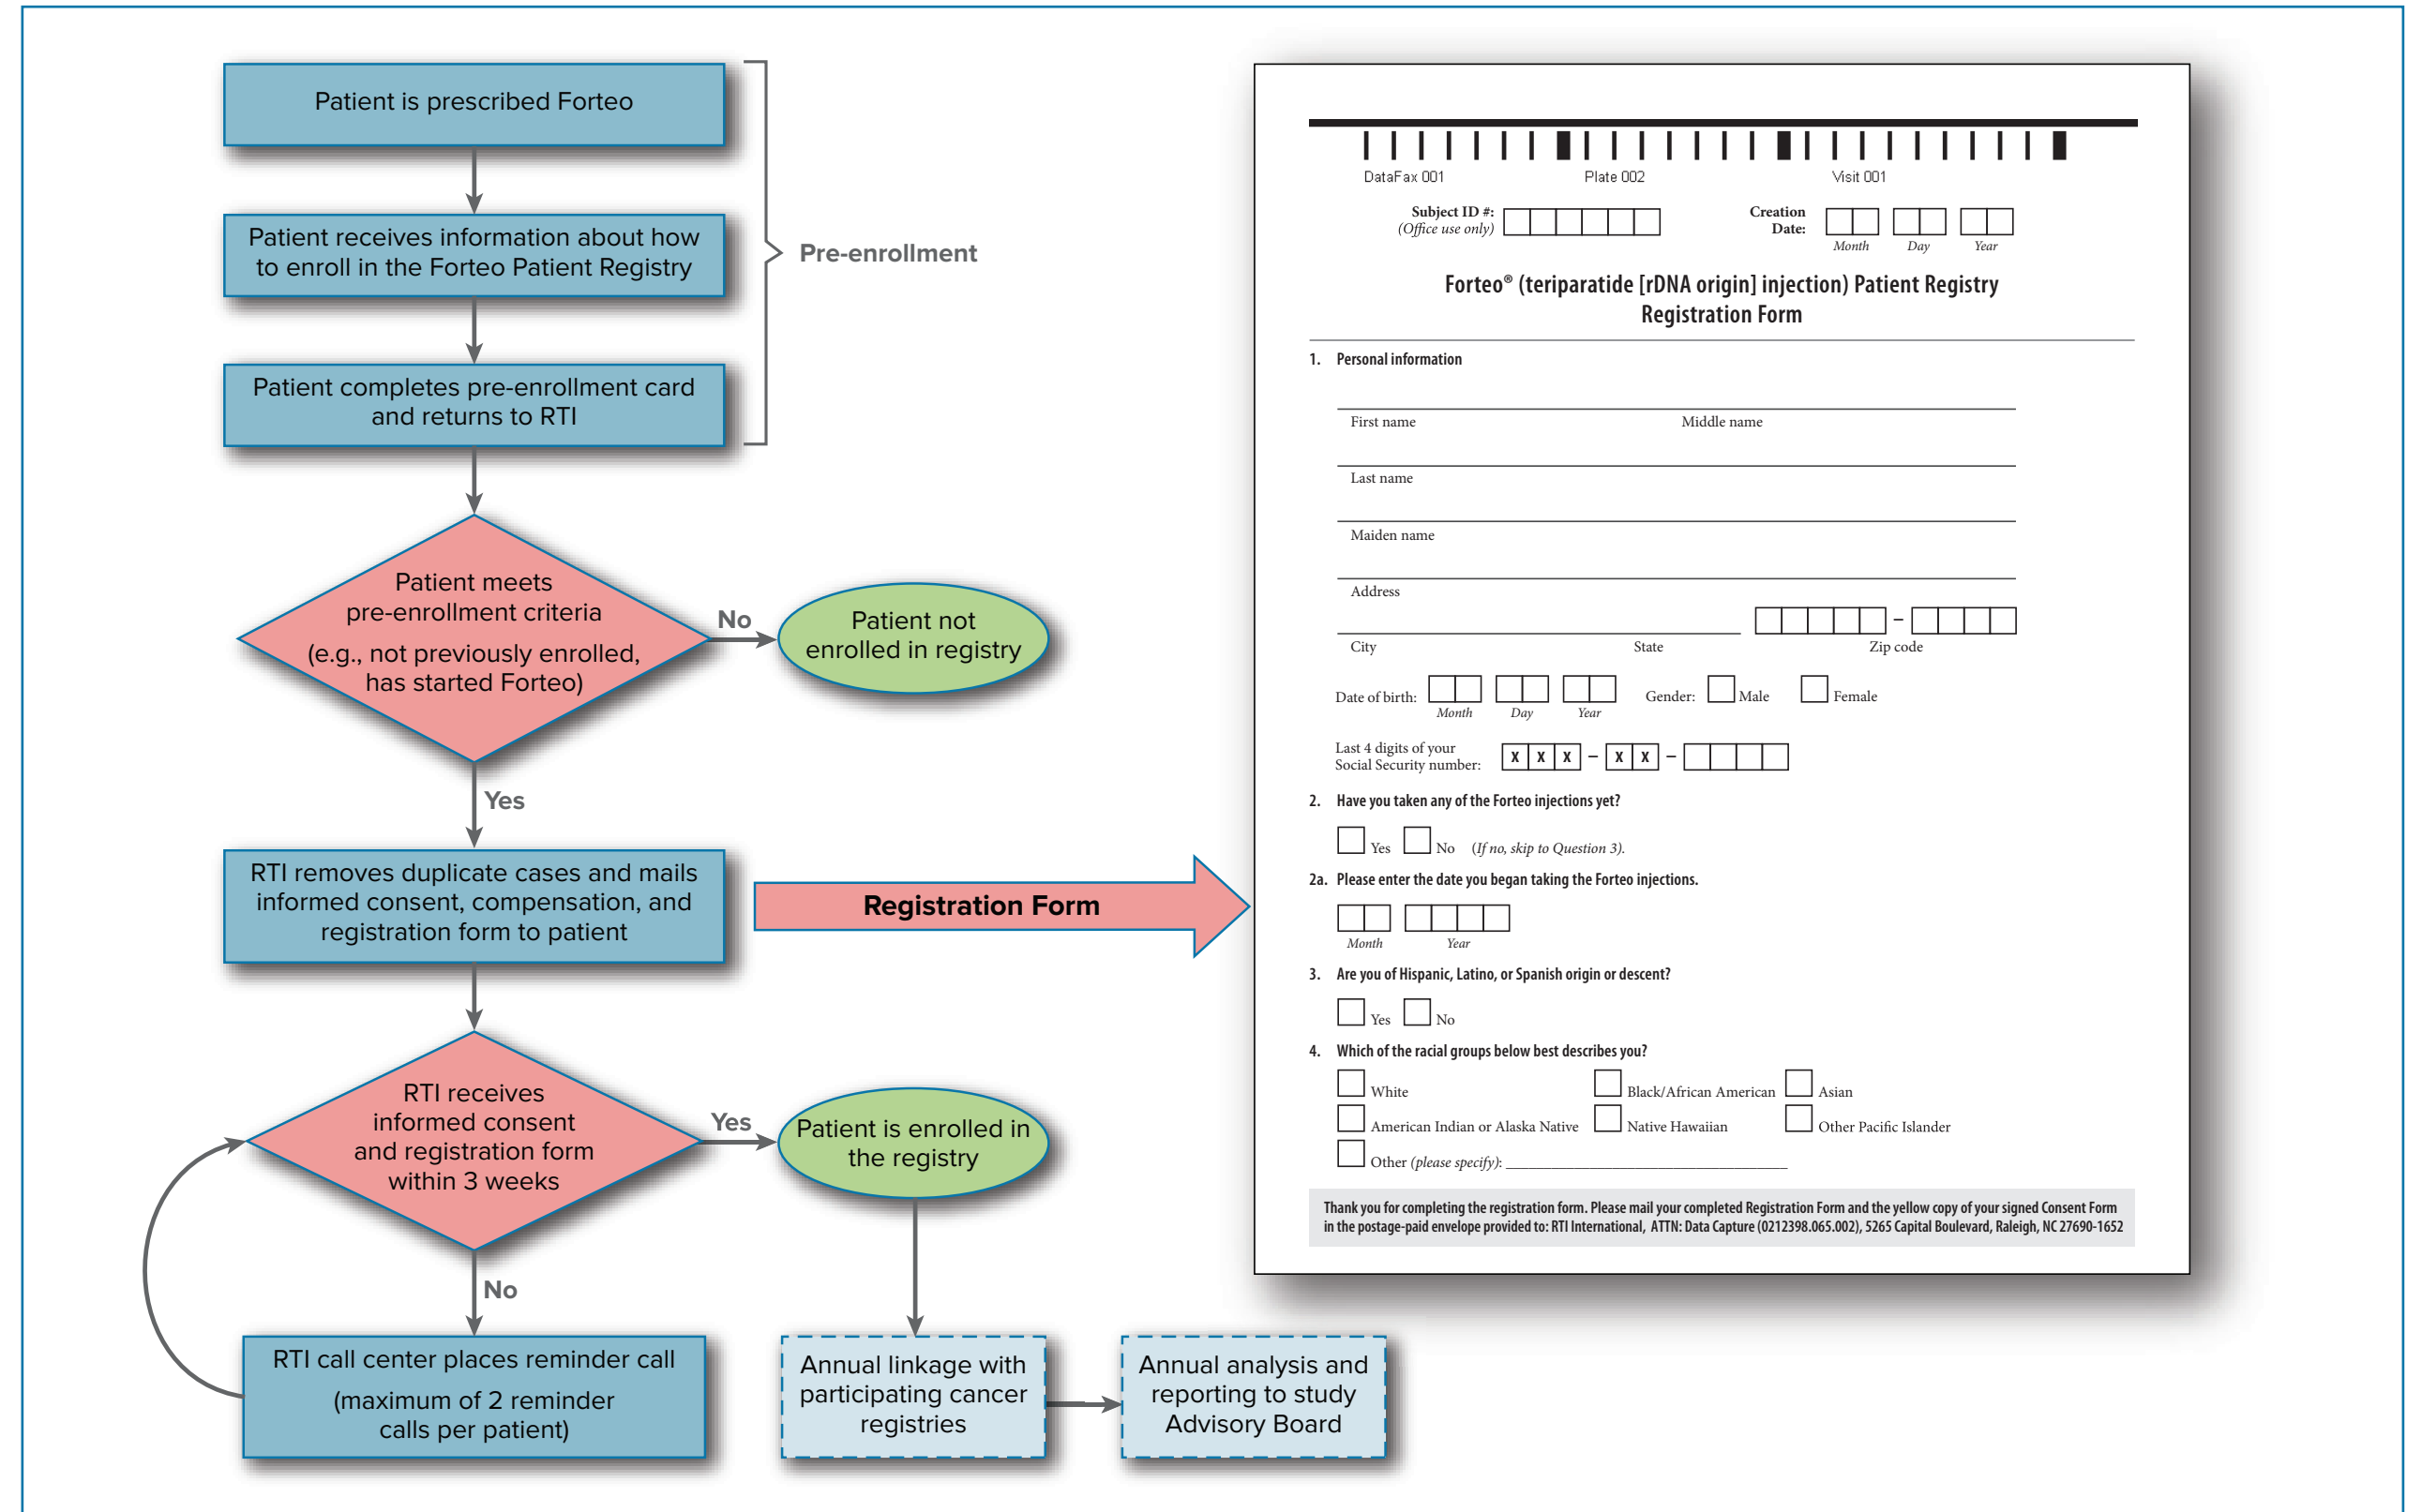 Patient is prescribed Forteo
Patient receives information about how
to enroll in the Forteo Patient Registry
Patient completes pre-enrollment card
and returns to RTI
Pre-enrollment
Patient meets
pre-enrollment criteria
(e.g., not previously enrolled,
has started Forteo)
No
Patient not
enrolled in registry
Yes
RTI removes duplicate cases and mails
informed consent, compensation, and
registration form to patient
Registration Form
RTI receives
informed consent
and registration form
within 3 weeks
Yes
Patient is enrolled in
the registry
No
RTI call center places reminder call
(maximum of 2 reminder
calls per patient)
Annual linkage with
participating cancer
registries
Annual analysis and
reporting to study
Advisory Board
DataFax 001 Plate 002 Visit 001
Subject ID #:
(Office use only)
Creation
Date:
Month Day Year
Forteo® (teriparatide [rDNA origin] injection) Patient Registry
Registration Form
1. Personal information
First name Middle name
Last name
Maiden name
Address
–
City State Zip code
Date of birth: Gender: Male Female
Month Day Year
Last 4 digits of your
Social Security number: X X X – X X –
2. Have you taken any of the Forteo injections yet?
Yes No (If no, skip to Question 3).
2a. Please enter the date you began taking the Forteo injections.
Month Year
3. Are you of Hispanic, Latino, or Spanish origin or descent?
Yes No
4. Which of the racial groups below best describes you?
White Black/African American Asian
American Indian or Alaska Native Native Hawaiian Other Pacific Islander
Other (please specify):
Thank you for completing the registration form. Please mail your completed Registration Form and the yellow copy of your signed Consent Form
in the postage-paid envelope provided to: RTI International, ATTN: Data Capture (0212398.065.002), 5265 Capital Boulevard, Raleigh, NC 27690-1652